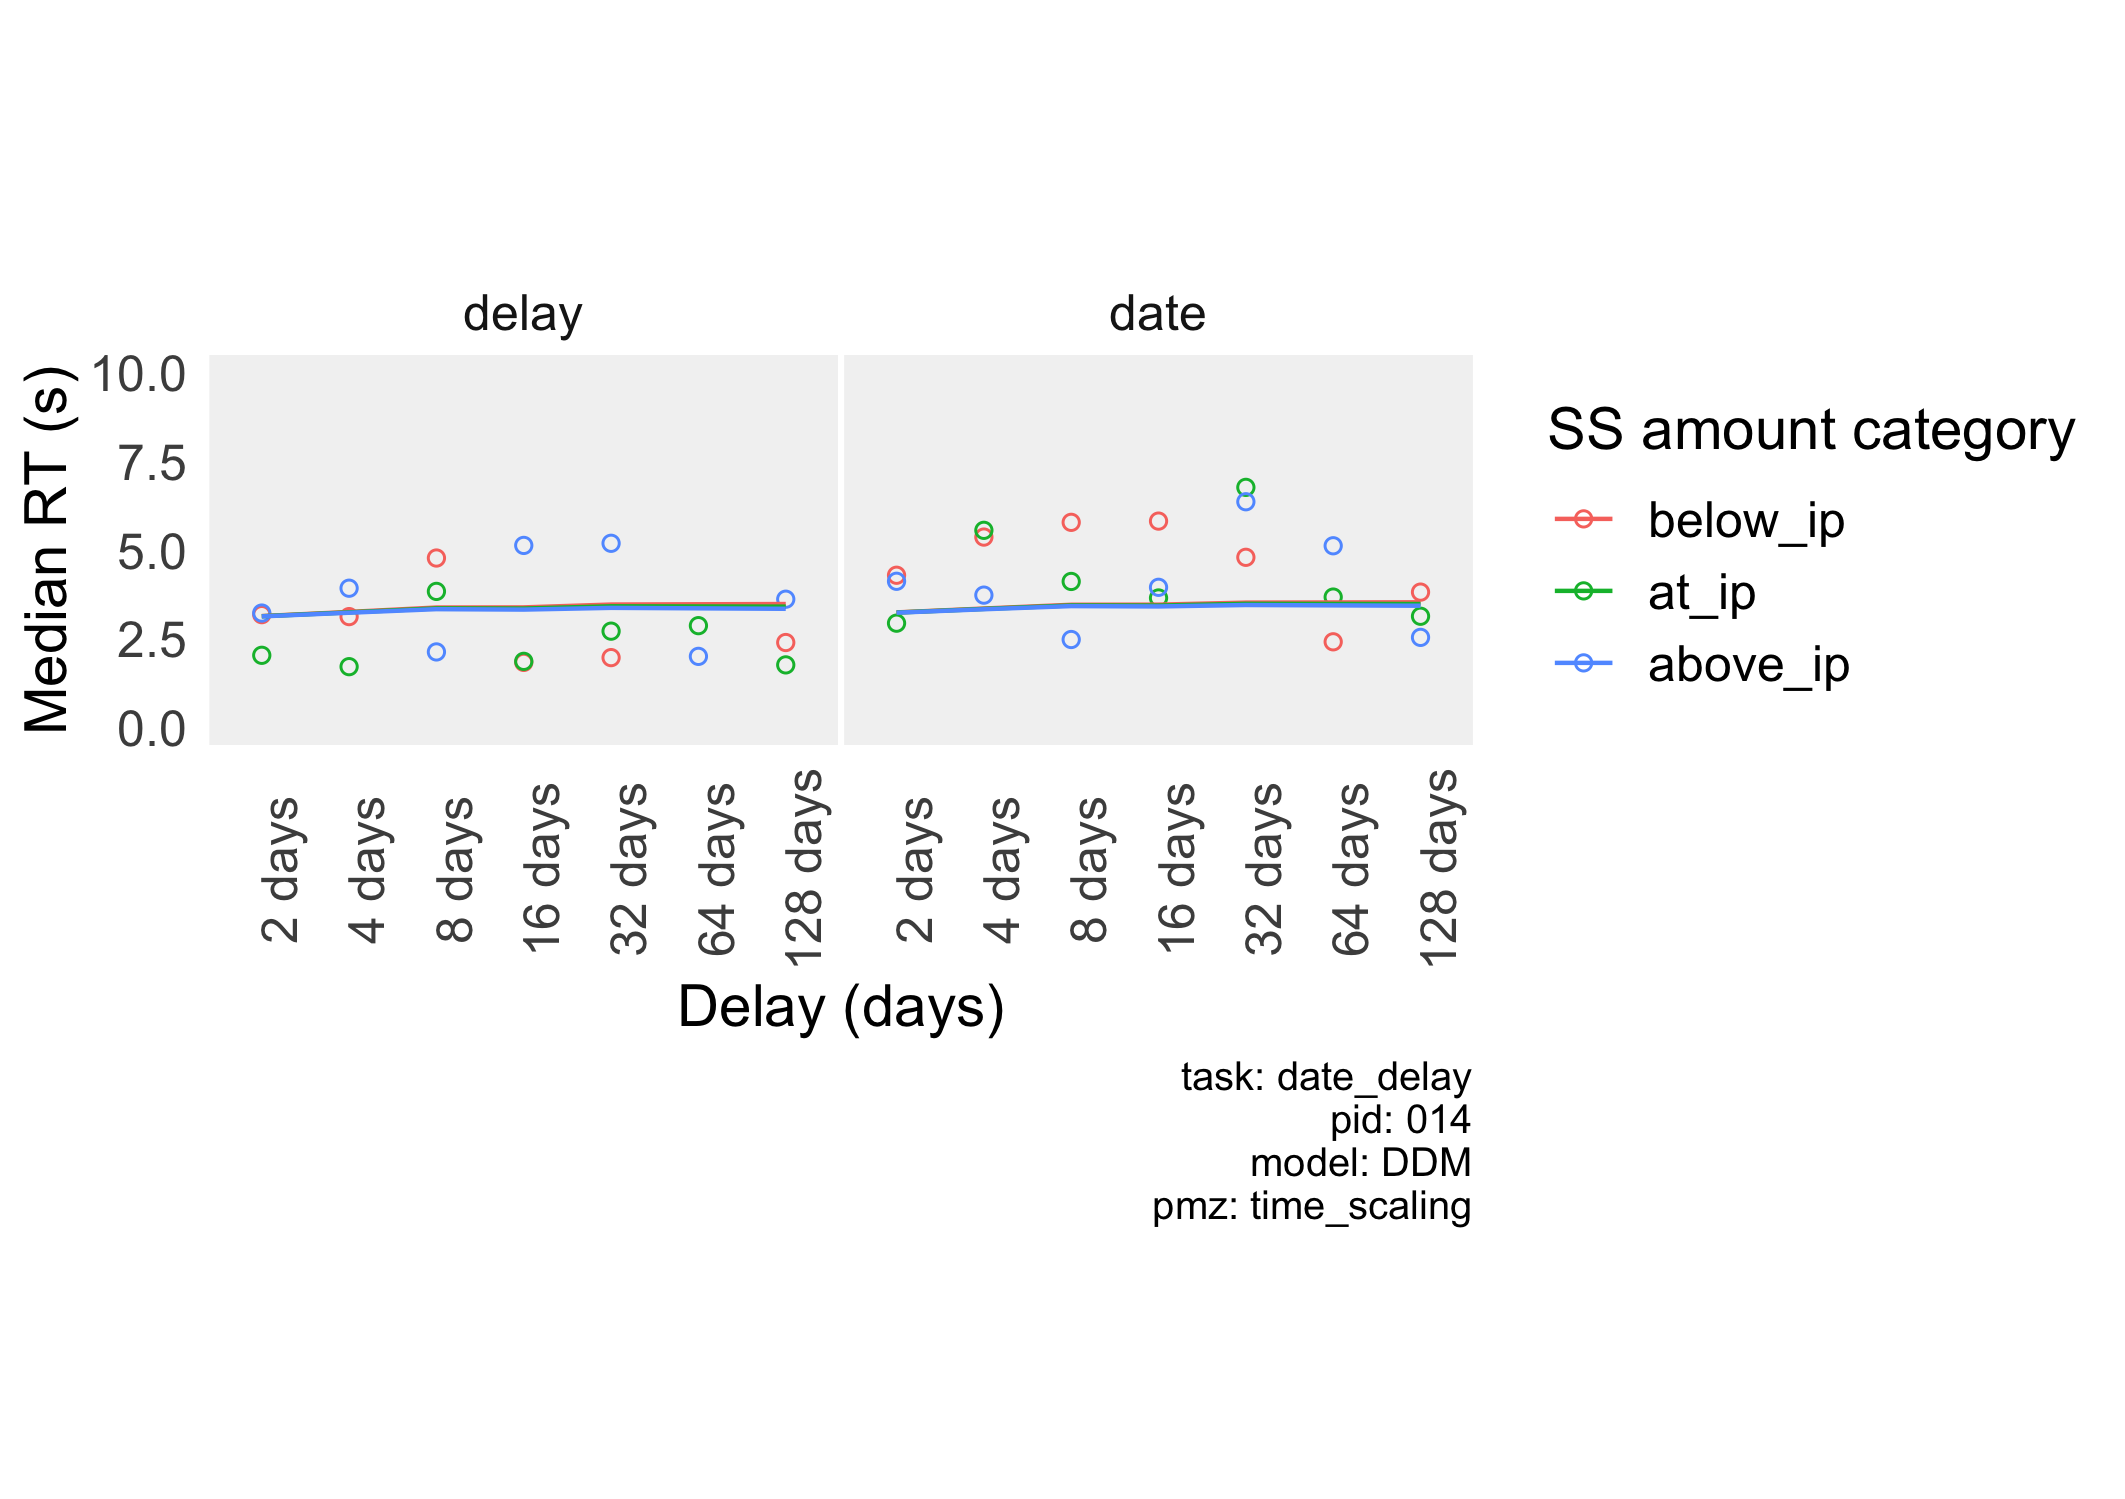 delay
date
Median RT (s)
10.0
7.5
5.0
2.5
0.0
2 days
4 days
8 days
16 days
32 days
64 days
128 days
2 days
4 days
8 days
16 days
32 days
64 days
128 days
Delay (days)
SS amount category
below_ip
at_ip
above_ip
task: date_delay
pid: 014
model: DDM
pmz: time_scaling